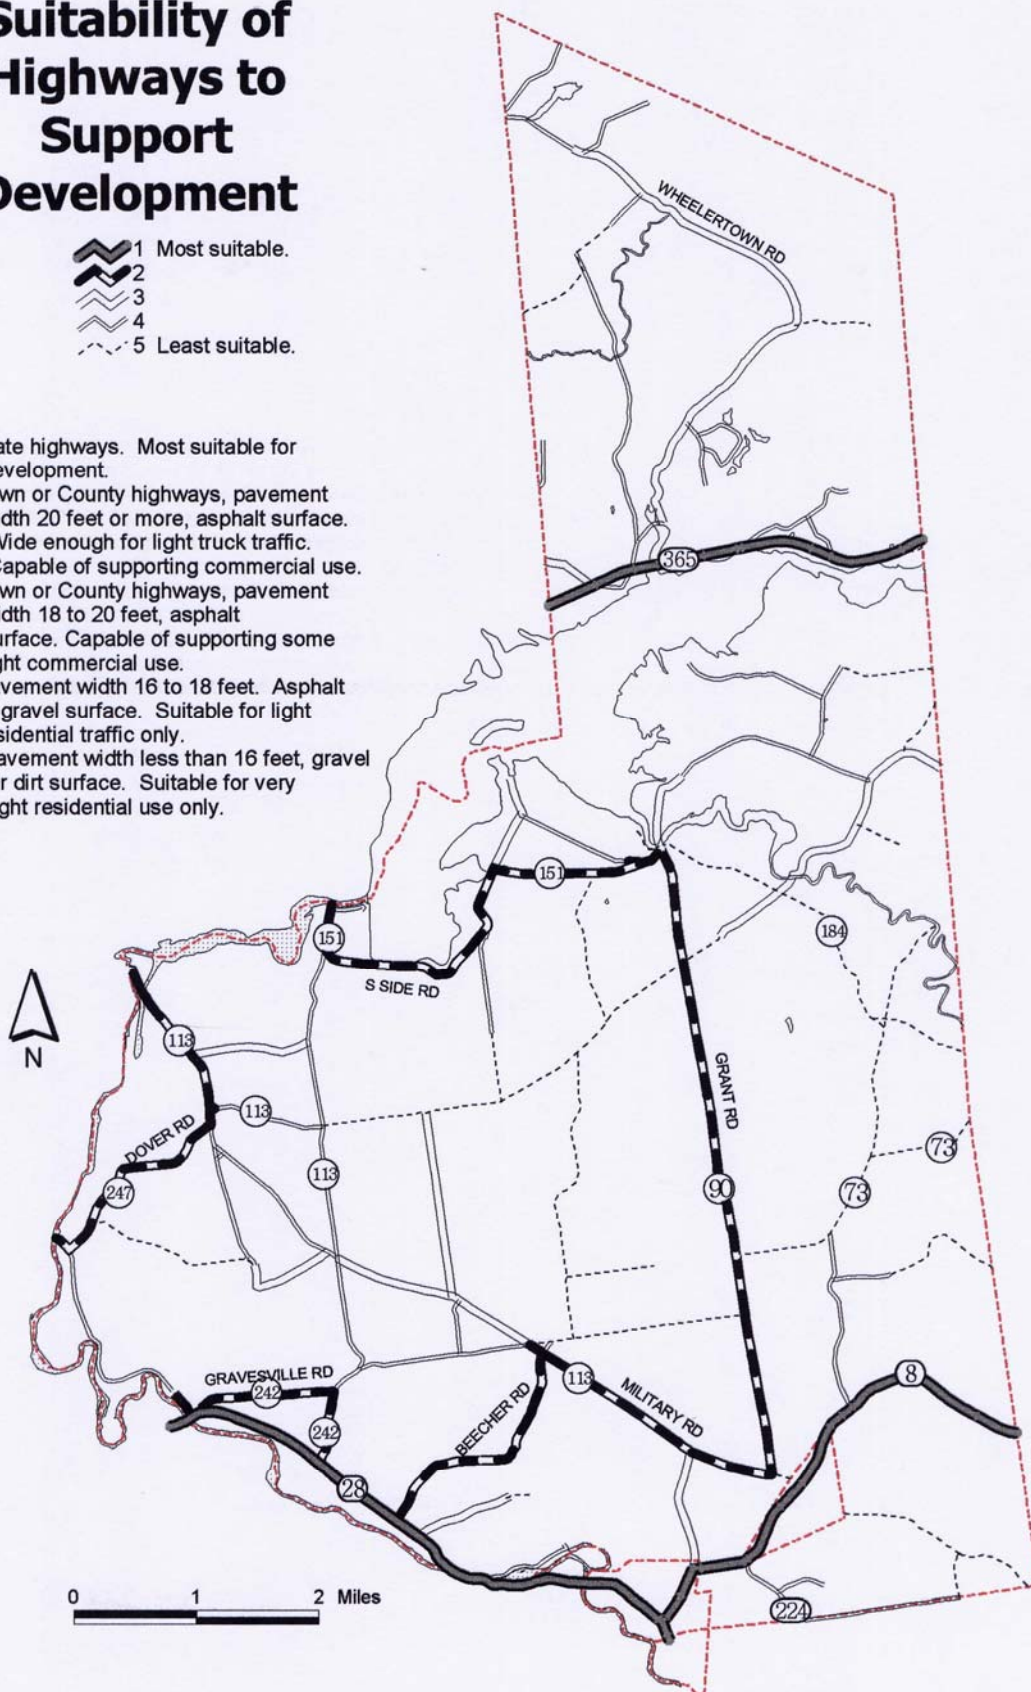 Suitability of
Highways to
Support
Development
1 Most suitable.
2
3
4
5 Least suitable.
ate highways. Most suitable for
evelopment.
wn or County highways, pavement
idth 20 feet or more, asphalt surface.
Wide enough for light truck traffic.
Capable of supporting commercial use.
wn or County highways, pavement
idth 18 to 20 feet, asphalt
urface. Capable of supporting some
ght commercial use.
vement width 16 to 18 feet. Asphalt
gravel surface. Suitable for light
sidential traffic only.
avement width less than 16 feet, gravel
r dirt surface. Suitable for very
ght residential use only.
WHEELERTOWN RD
365
151
151
184
S SIDE RD
N
113
GRANT RD
113
DOVER RD
73
113
247
90
73
GRAVESVILLE RD
242
8
113
MILITARY RD
BEECHER RD
242
28
0 1 2 Miles
224